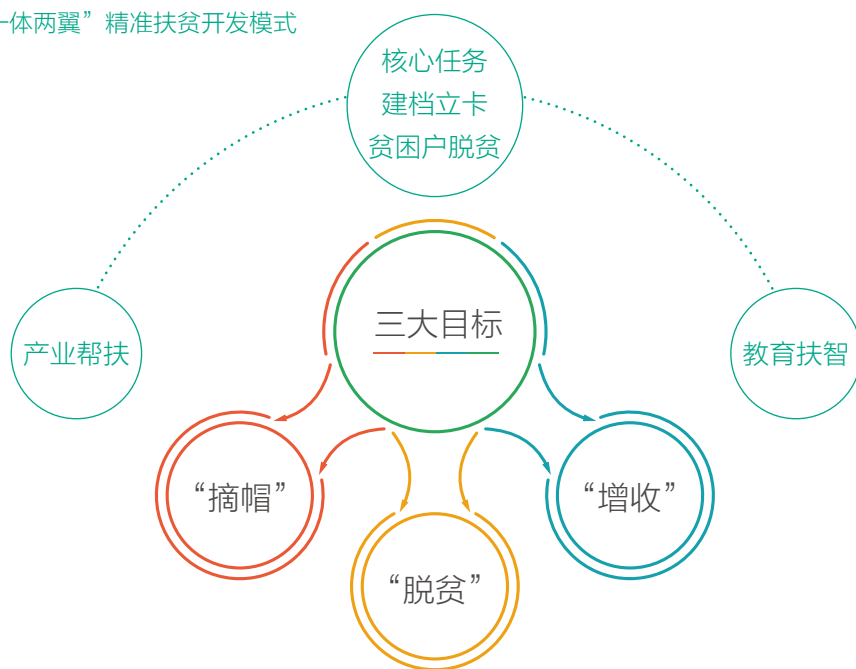 一体两翼”精准扶贫开发模式
核心任务
建档立卡
贫困户脱贫
三大目标
产业帮扶
教育扶智
“摘帽”
“增收”
“脱贫”